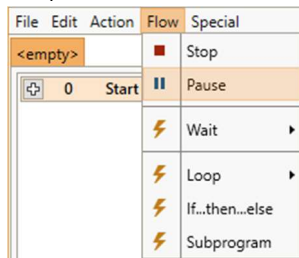 File Edit Action Flow Special
<empty>
Stop
0 Start
Pause
Wait
Loop
If...then...else
Subprogram